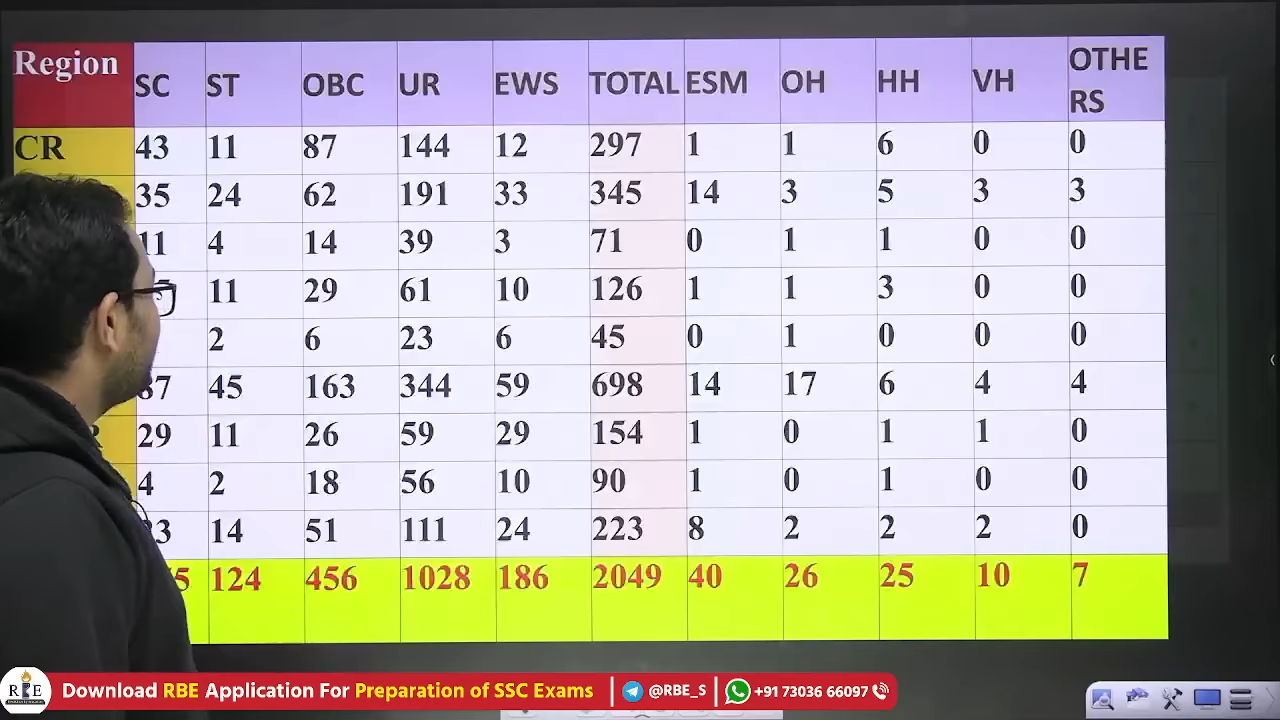 Region SC ST OBC UR EWS TOTAL ESM OH HH VH OTHE
RS
CR 43 11 87 144 12 297 1 1 6 0 0
35 24 62 191 33 345 14 3 5 3 3
11 4 14 39 3 71 0 1 1 0 0
11 29 61 10 126 1 1 3 0 0
2 6 23 6 45 0 1 0 0 0
87 45 163 344 59 698 14 17 6 4 4
29 11 26 59 29 154 1 0 1 1 0
4 2 18 56 10 90 1 0 1 0 0
14 51 111 24 223 8 2 2 2 0
124 456 1028 186 2049 40 26 25 10 7
RBE
Download RBE Application For Preparation of SSC Exams @RBE_S +91 73036 66097